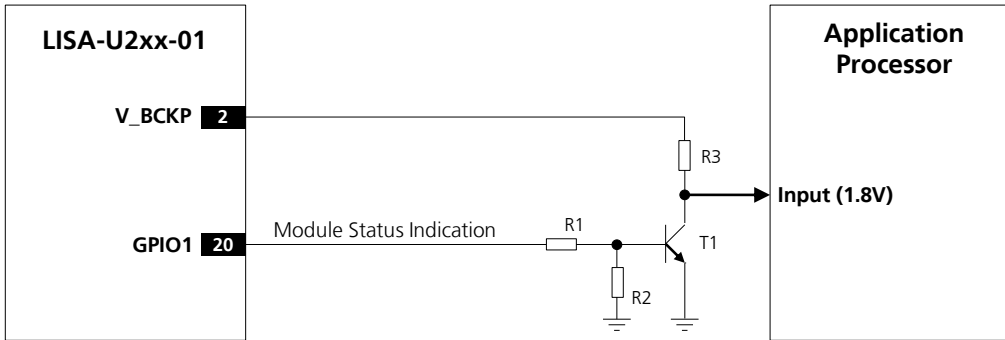 LISA-U2xx-01
Application
Processor
V_BCKP 2
R3
Input (1.8V)
GPIO1 20
Module Status Indication
R1
T1
R2